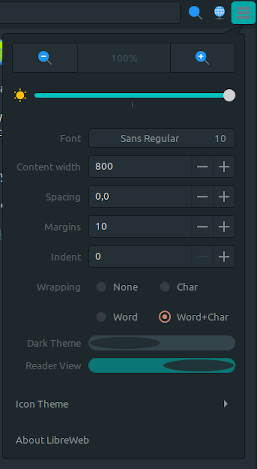 100%
Font Sans Regular 10
Content width 800
Spacing 0,0
Margins 10
Indent 0
Wrapping None Char
Word Word+Char
Dark Theme
Reader View
Icon Theme
About LibreWeb